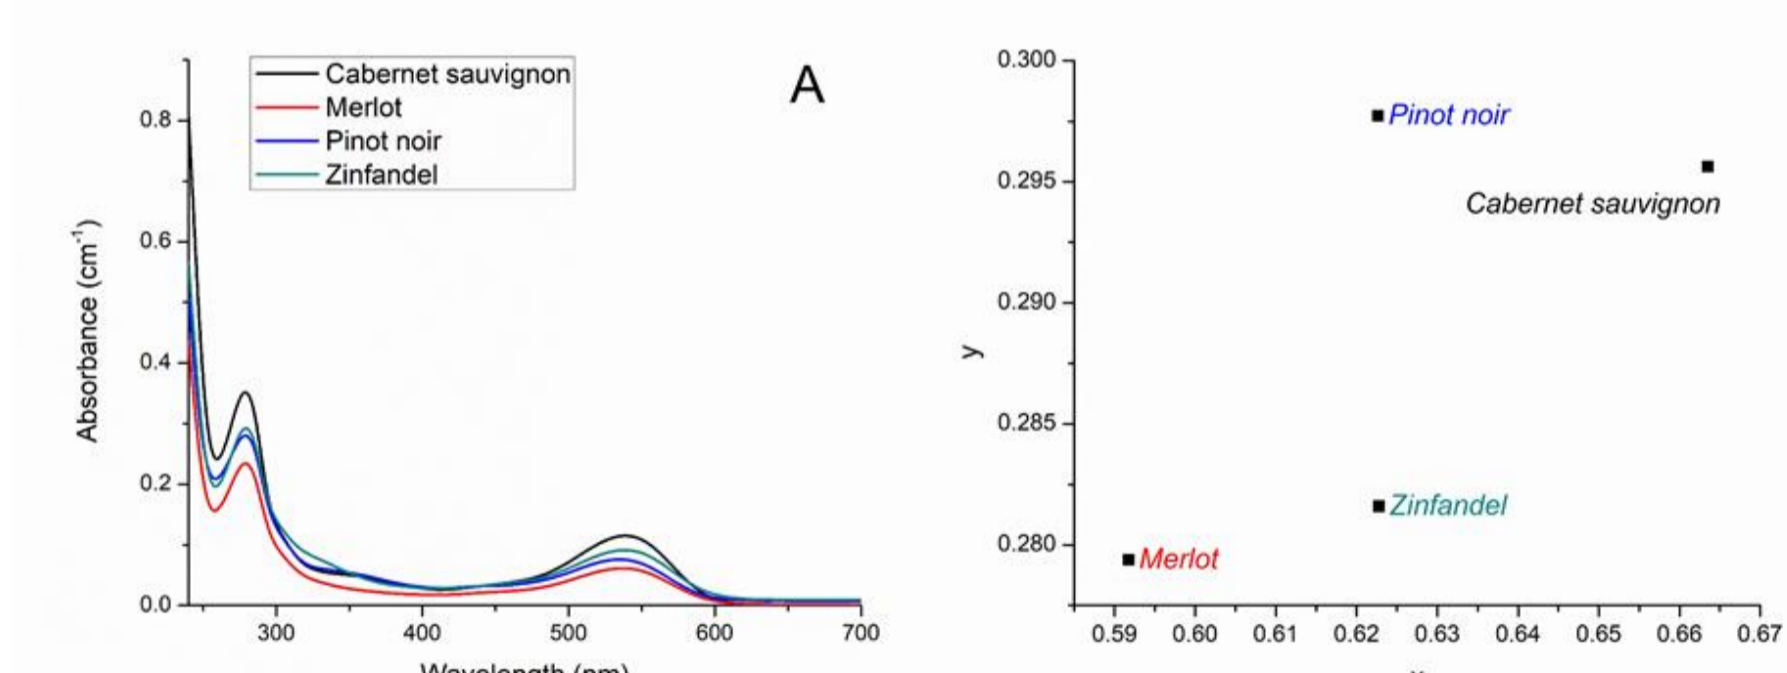 Cabernet sauvignon
Merlot
Pinot noir
Zinfandel
A
0.8
0.6
0.4
0.2
0.0
Absorbance (cm⁻¹)
300 400 500 600 700
Wavelength (nm)
0.300
0.295
0.290
0.285
0.280
y
Pinot noir
Cabernet sauvignon
Zinfandel
Merlot
0.59 0.60 0.61 0.62 0.63 0.64 0.65 0.66 0.67